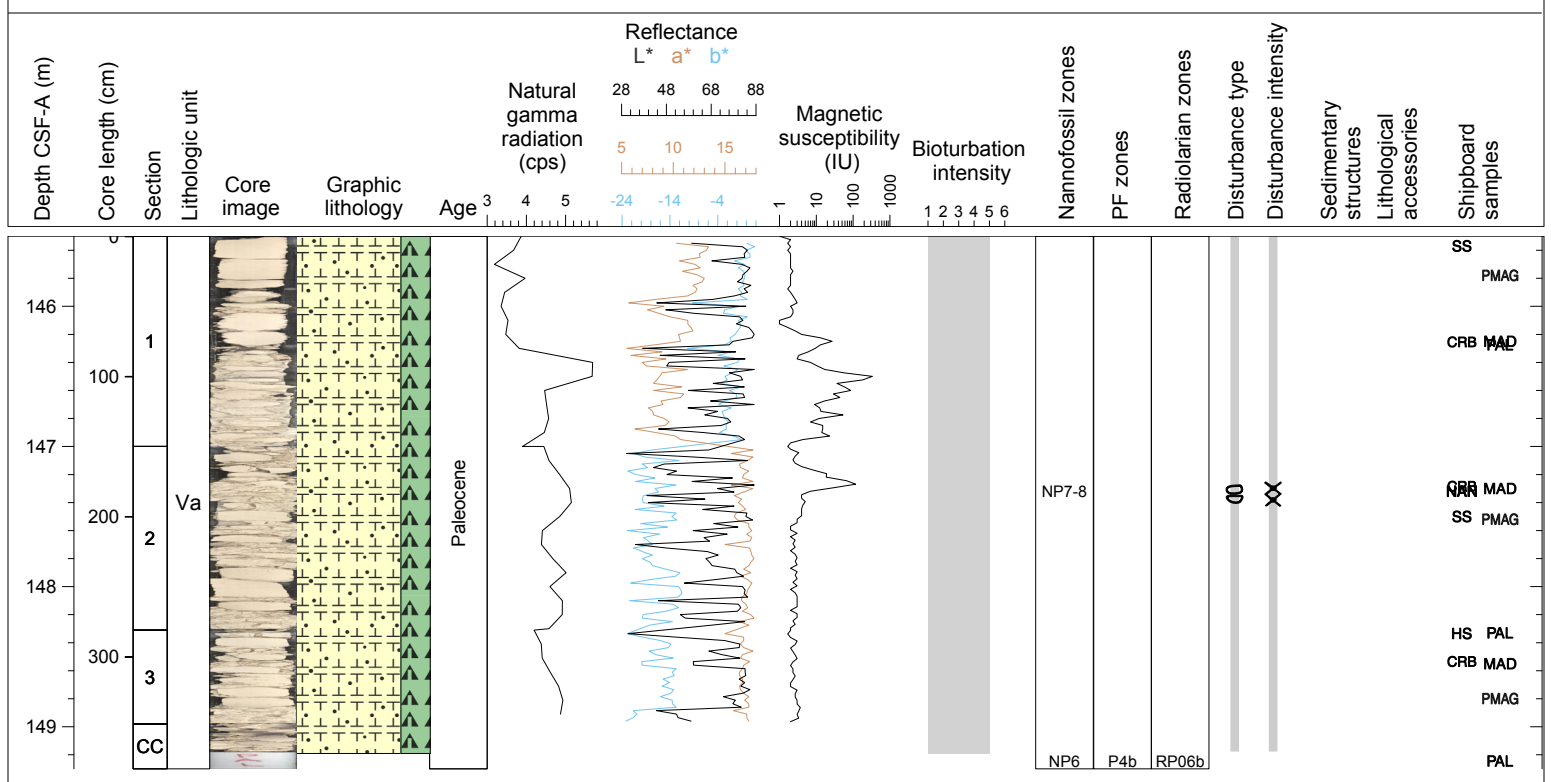 Depth CSF-A (m)
Core length (cm)
Section
Lithologic unit
Core
image
Graphic
lithology
Age
Natural
gamma
radiation
(cps)
3 4 5
Reflectance
L* a* b*
28 48 68 88
5 10 15
-24 -14 -4
Magnetic
susceptibility
(IU)
1 10 100 1000
Bioturbation
intensity
1 2 3 4 5 6
Nannofossil zones
PF zones
Radiolarian zones
Disturbance type
Disturbance intensity
Sedimentary
structures
Lithological
accessories
Shipboard
samples
0
SS
PMAG
146
1
CRB MAD
PAL
100
147
Va
Paleocene
NP7-8
CRB MAD
NAN
200
SS PMAG
2
148
HS PAL
300
CRB MAD
3
PMAG
149
CC
NP6 P4b RP06b
PAL